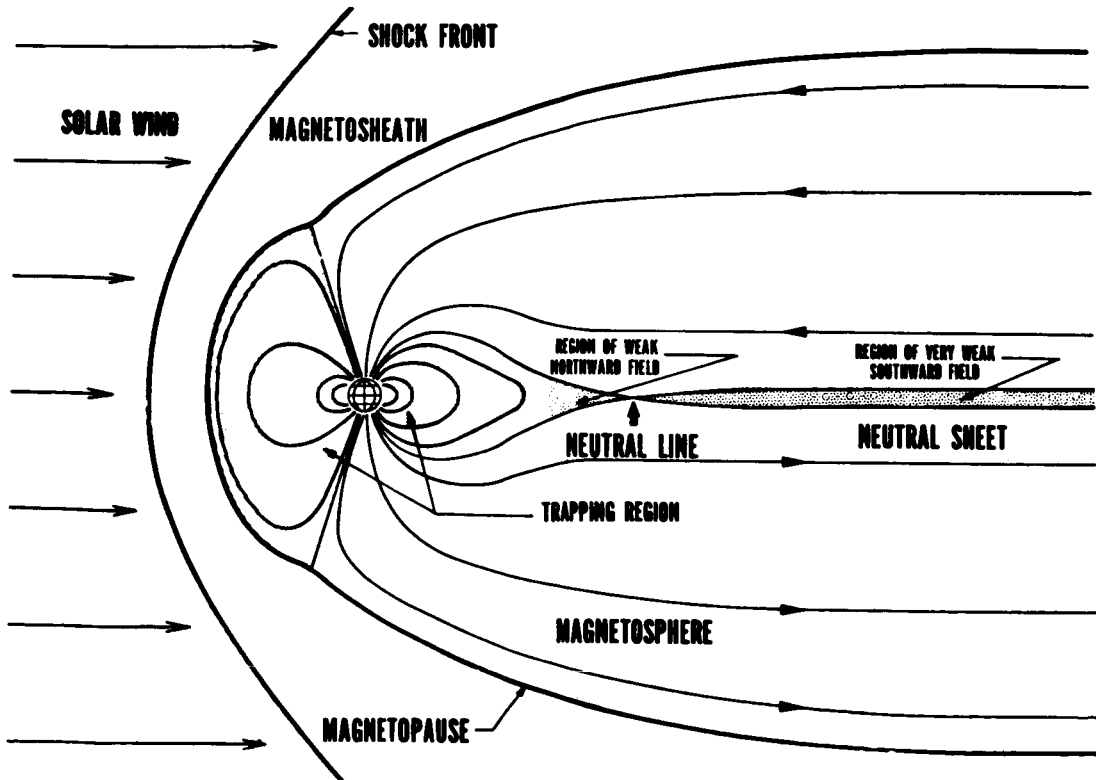 SHOCK FRONT
SOLAR WIND
MAGNETOSHEATH
REGION OF WEAK
NORTHWARD FIELD
REGION OF VERY WEAK
SOUTHWARD FIELD
NEUTRAL LINE
NEUTRAL SHEET
TRAPPING REGION
MAGNETOSPHERE
MAGNETOPAUSE